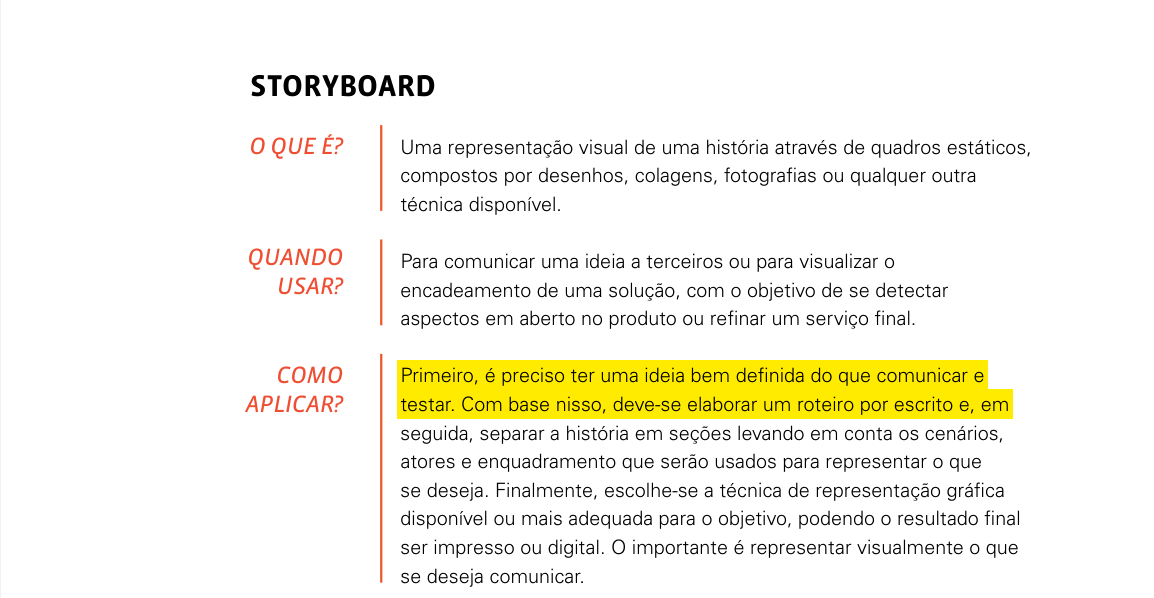 STORYBOARD
O QUE É?
Uma representação visual de uma história através de quadros estáticos,
compostos por desenhos, colagens, fotografias ou qualquer outra
técnica disponível.
QUANDO
USAR?
Para comunicar uma ideia a terceiros ou para visualizar o
encadeamento de uma solução, com o objetivo de se detectar
aspectos em aberto no produto ou refinar um serviço final.
COMO
APLICAR?
Primeiro, é preciso ter uma ideia bem definida do que comunicar e
testar. Com base nisso, deve-se elaborar um roteiro por escrito e, em
seguida, separar a história em seções levando em conta os cenários,
atores e enquadramento que serão usados para representar o que
se deseja. Finalmente, escolhe-se a técnica de representação gráfica
disponível ou mais adequada para o objetivo, podendo o resultado final
ser impresso ou digital. O importante é representar visualmente o que
se deseja comunicar.